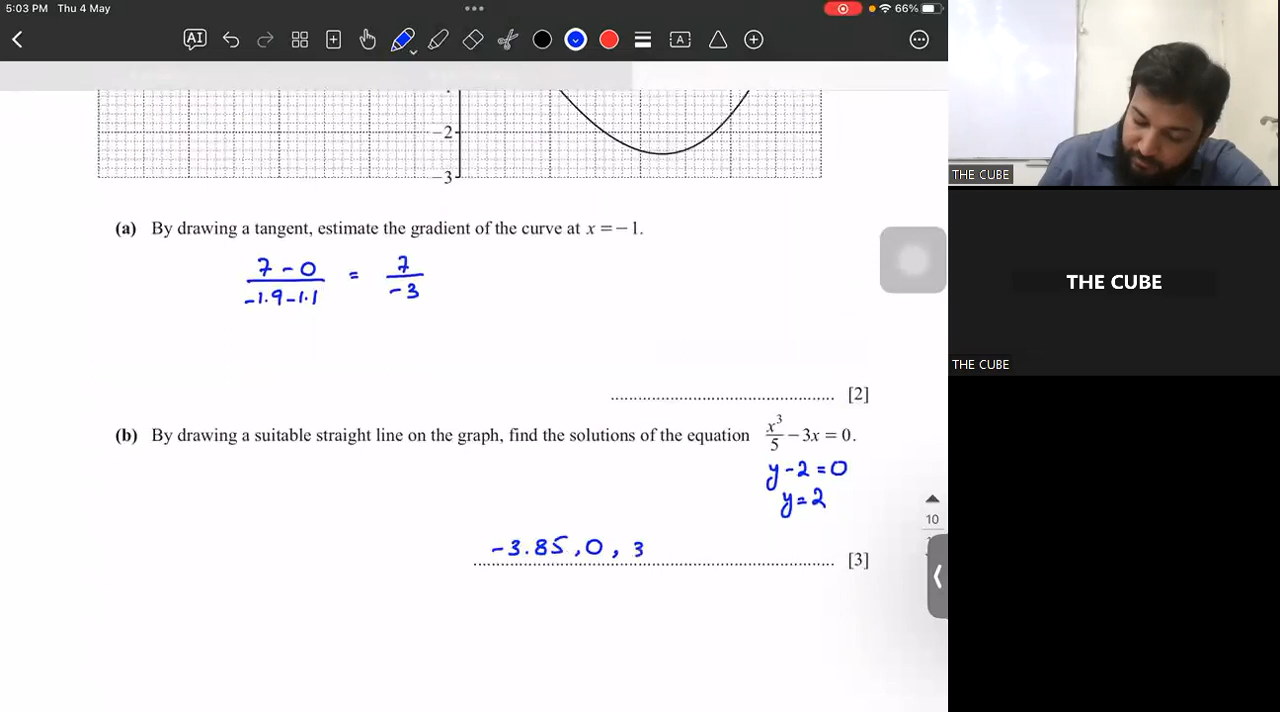 5:03 PM Thu 4 May
66%
AI
A
-2
-3
(a) By drawing a tangent, estimate the gradient of the curve at x = -1.
7 - 0 / -1.9 - 1.1 = 7 / -3
[2]
(b) By drawing a suitable straight line on the graph, find the solutions of the equation x³/5 - 3x = 0.
y - 2 = 0
y = 2
-3.85, 0, 3
[3]
10
THE CUBE
THE CUBE
THE CUBE